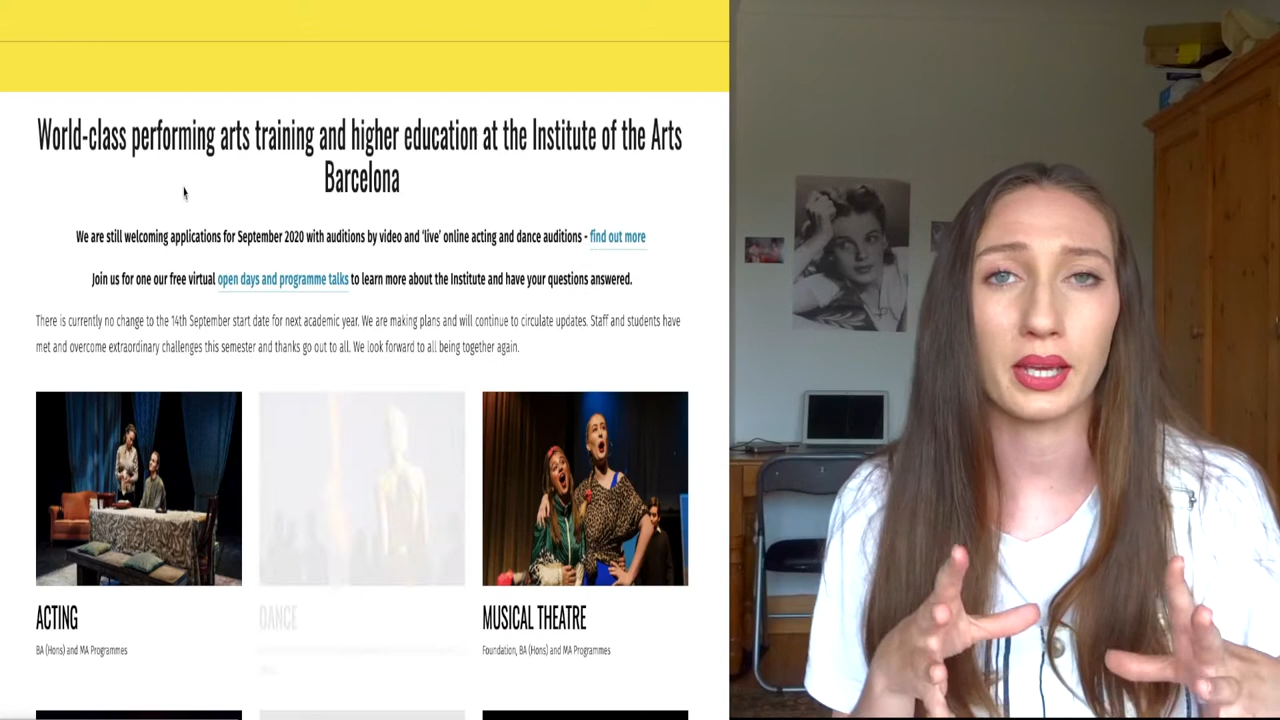 World-class performing arts training and higher education at the Institute of the Arts
Barcelona
We are still welcoming applications for September 2020 with auditions by video and 'live' online acting and dance auditions - find out more
Join us for one our free virtual open days and programme talks to learn more about the Institute and have your questions answered.
There is currently no change to the 14th September start date for next academic year. We are making plans and will continue to circulate updates. Staff and students have
met and overcome extraordinary challenges this semester and thanks go out to all. We look forward to all being together again.
ACTING
DANCE
MUSICAL THEATRE
BA (Hons) and MA Programmes
Foundation, BA (Hons) and MA Programmes